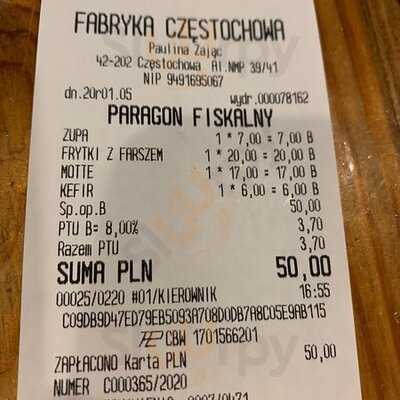 FABRYKA CZĘSTOCHOWA
Paulina Zając
42-202 Częstochowa Al.NMP 39/41
NIP 9491695067
dn.20r01.05 wydr.000078162
PARAGON FISKALNY
ZUPA 1 * 7,00 = 7,00 B
FRYTKI Z FARSZEM 1 * 20,00 = 20,00 B
MOTTE 1 * 17,00 = 17,00 B
KEFIR 1 * 6,00 = 6,00 B
Sp.op.B 50,00
PTU B= 8,00% 3,70
Razem PTU 3,70
SUMA PLN 50,00
00025/0220 #01/KIEROWNIK 16:55
C09DB9D47ED79EB5093A708D0DB7A8C05E9AB115
CBW 1701566201
ZAPŁACONO Karta PLN 50,00
NUMER C000365/2020